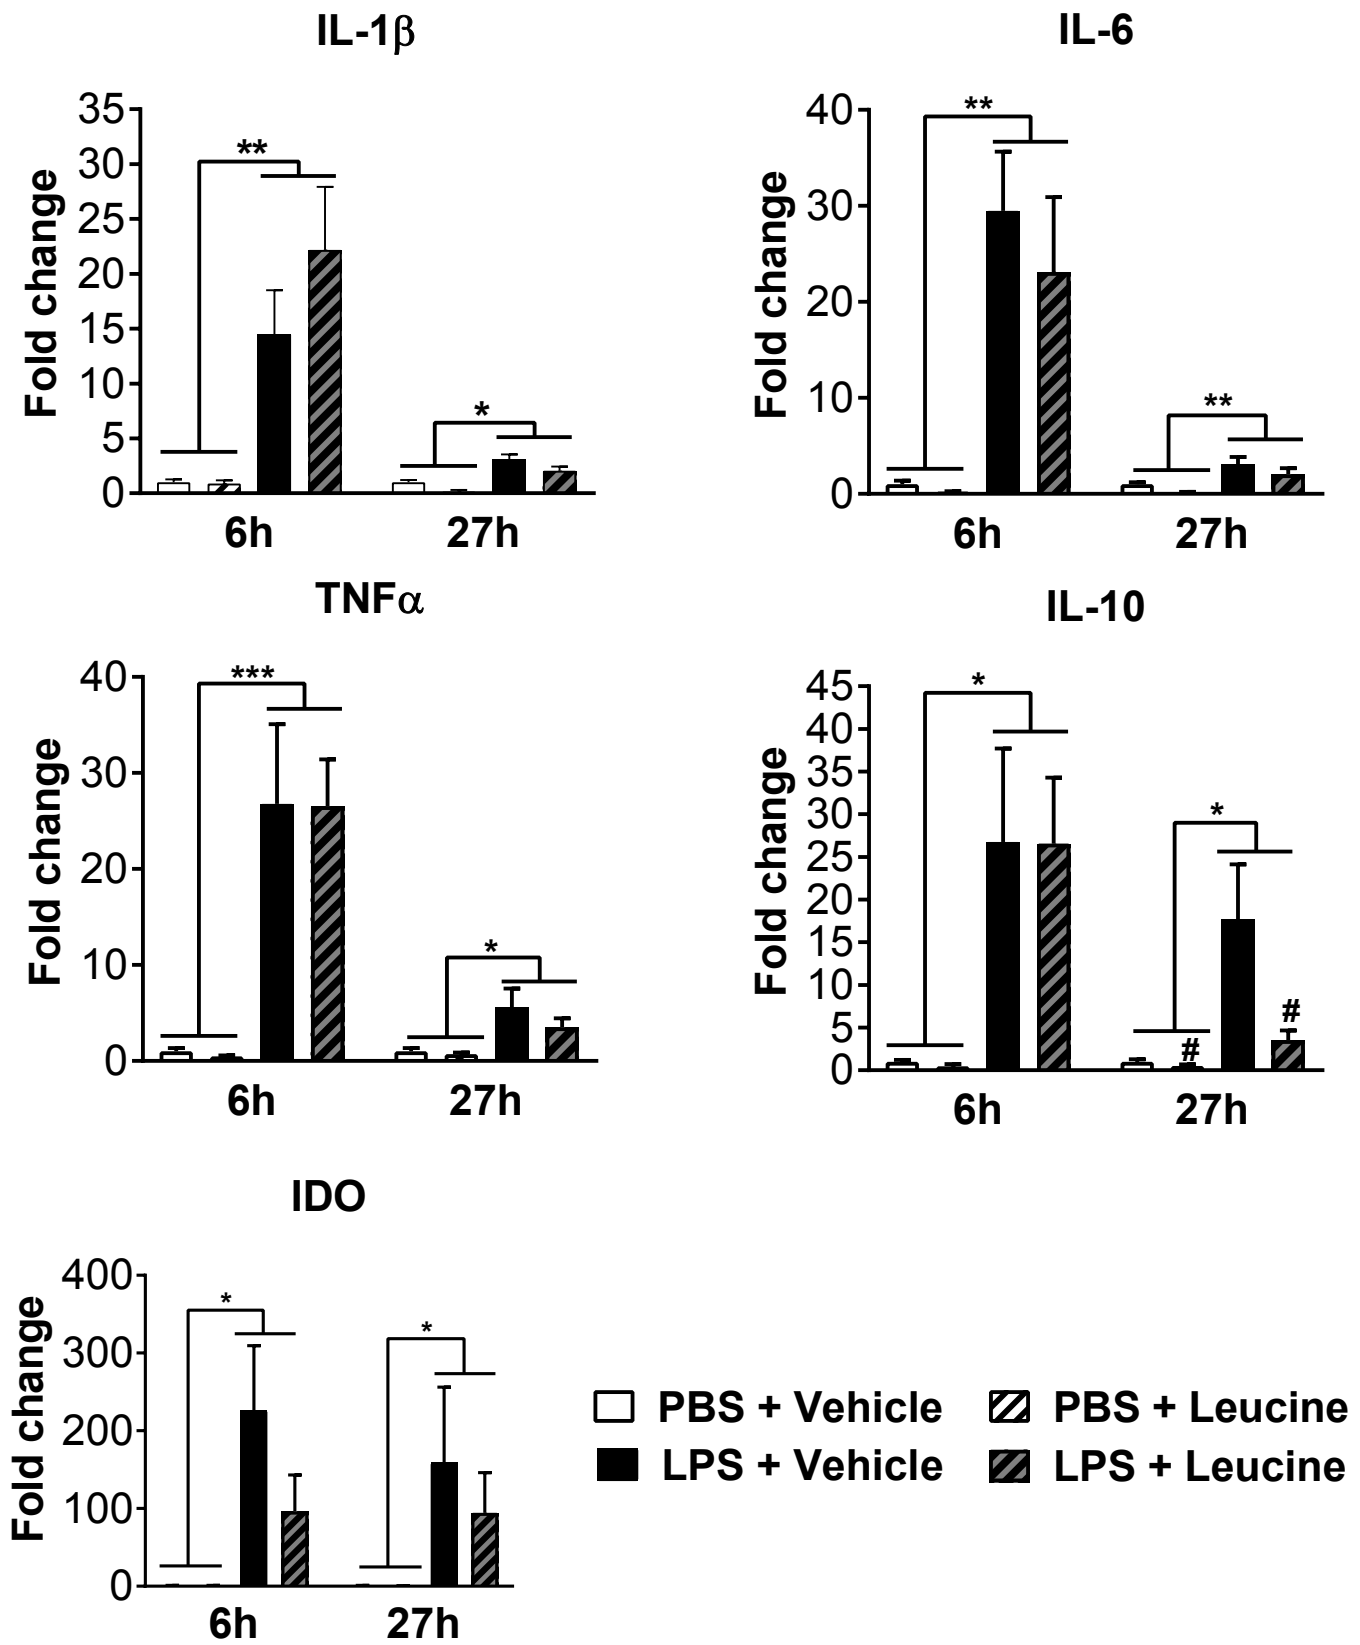 IL-1β
Fold change
35
30
25
20
15
10
5
0
**
*
6h 27h
IL-6
Fold change
40
30
20
10
0
**
**
6h 27h
TNFα
Fold change
40
30
20
10
0
***
*
6h 27h
IL-10
Fold change
45
40
35
30
25
20
15
10
5
0
*
*
#
#
6h 27h
IDO
Fold change
400
300
200
100
0
*
*
6h 27h
PBS + Vehicle PBS + Leucine
LPS + Vehicle LPS + Leucine